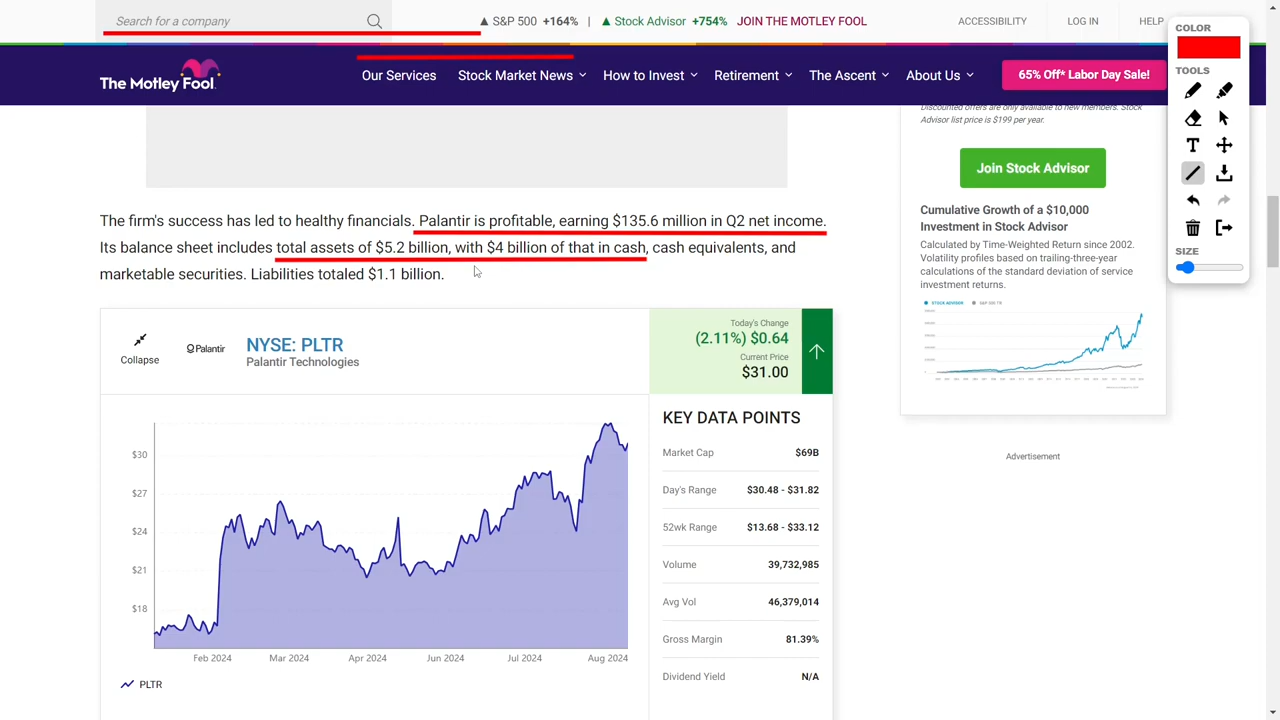 Search for a company
▲ S&P 500 +164% | ▲ Stock Advisor +754% JOIN THE MOTLEY FOOL
ACCESSIBILITY LOG IN HELP
The Motley Fool
Our Services Stock Market News How to Invest Retirement The Ascent About Us
65% Off* Labor Day Sale!
COLOR
TOOLS
T
SIZE
Discounted offers are only available to new members. Stock
Advisor list price is $199 per year.
Join Stock Advisor
Cumulative Growth of a $10,000
Investment in Stock Advisor
Calculated by Time-Weighted Return since 2002.
Volatility profiles based on trailing-three-year
calculations of the standard deviation of service
investment returns.
STOCK ADVISOR S&P 500 TR
Advertisement
The firm's success has led to healthy financials. Palantir is profitable, earning $135.6 million in Q2 net income.
Its balance sheet includes total assets of $5.2 billion, with $4 billion of that in cash, cash equivalents, and
marketable securities. Liabilities totaled $1.1 billion.
Collapse
Palantir
NYSE: PLTR
Palantir Technologies
Today's Change
(2.11%) $0.64
Current Price
$31.00
$30
$27
$24
$21
$18
Feb 2024 Mar 2024 Apr 2024 Jun 2024 Jul 2024 Aug 2024
PLTR
KEY DATA POINTS
Market Cap $69B
Day's Range $30.48 - $31.82
52wk Range $13.68 - $33.12
Volume 39,732,985
Avg Vol 46,379,014
Gross Margin 81.39%
Dividend Yield N/A